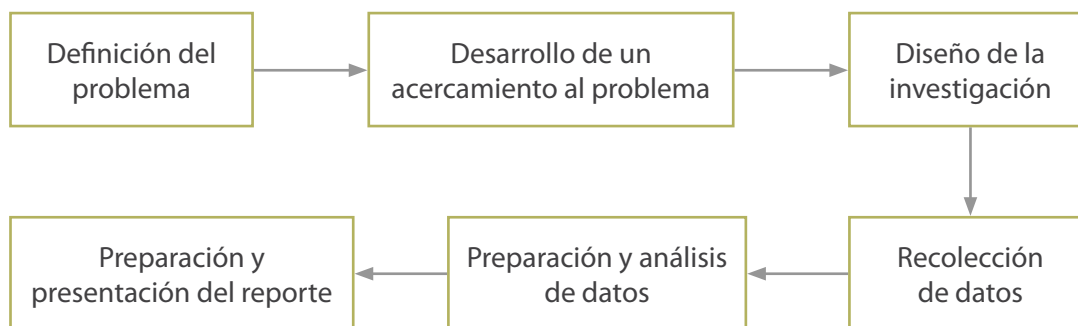 Definición del
problema
Desarrollo de un
acercamiento al problema
Diseño de la
investigación
Recolección
de datos
Preparación y análisis
de datos
Preparación y
presentación del reporte